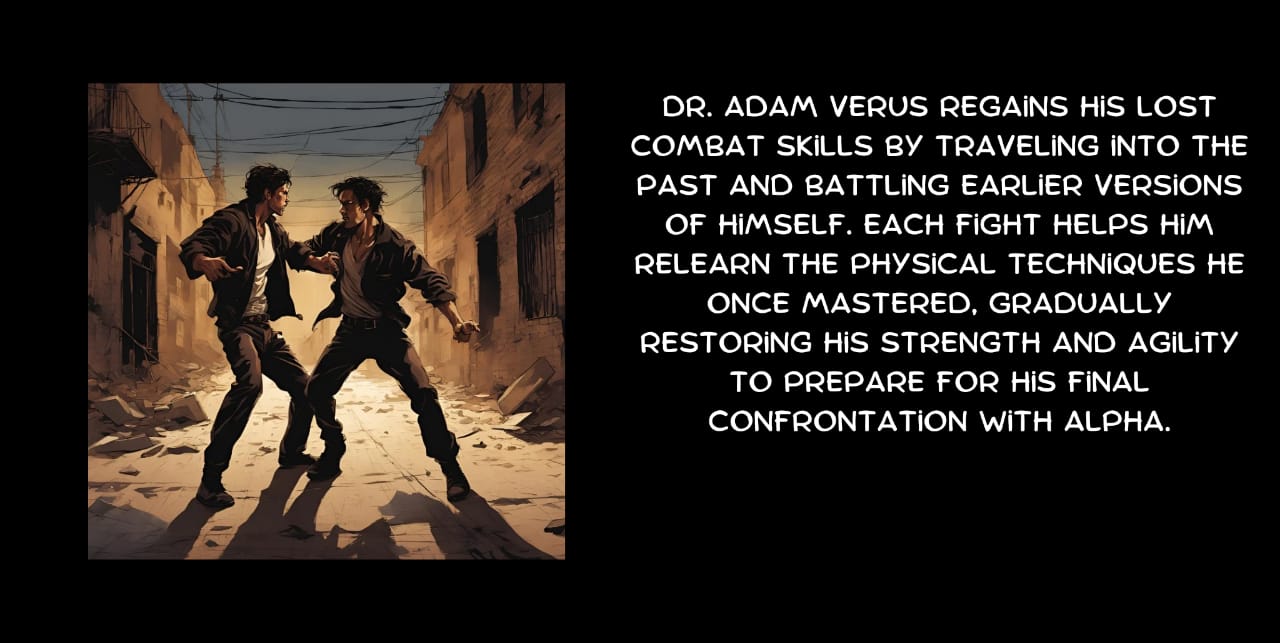 DR. ADAM VERUS REGAINS HIS LOST
COMBAT SKILLS BY TRAVELING INTO THE
PAST AND BATTLING EARLIER VERSIONS
OF HIMSELF. EACH FIGHT HELPS HIM
RELEARN THE PHYSICAL TECHNIQUES HE
ONCE MASTERED, GRADUALLY
RESTORING HIS STRENGTH AND AGILITY
TO PREPARE FOR HIS FINAL
CONFRONTATION WITH ALPHA.